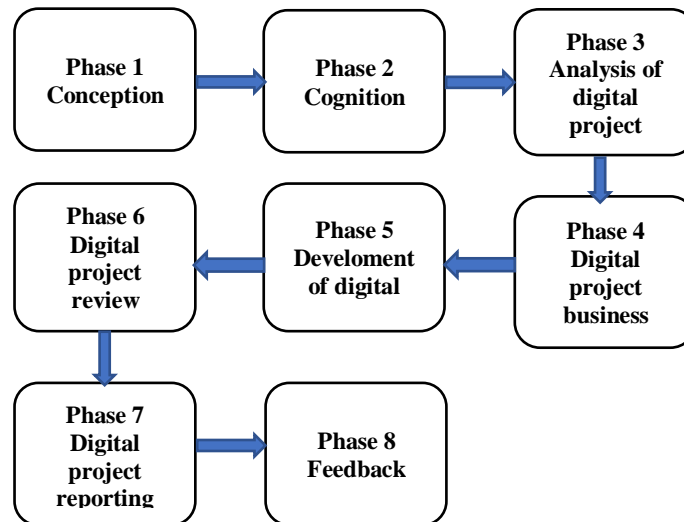 Phase 1
Conception
Phase 2
Cognition
Phase 3
Analysis of
digital
project
Phase 4
Digital
project
business
Phase 5
Develoment
of digital
Phase 6
Digital
project
review
Phase 7
Digital
project
reporting
Phase 8
Feedback